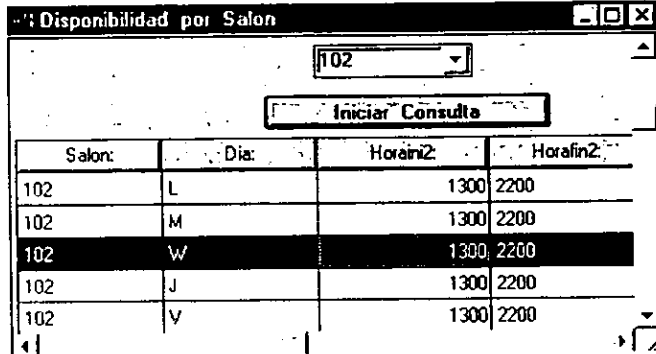 Disponibilidad por Salon
102
Iniciar Consulta
Salon: Dia: Horaini2: Horafin2:
102 L 1300 2200
102 M 1300 2200
102 W 1300 2200
102 J 1300 2200
102 V 1300 2200